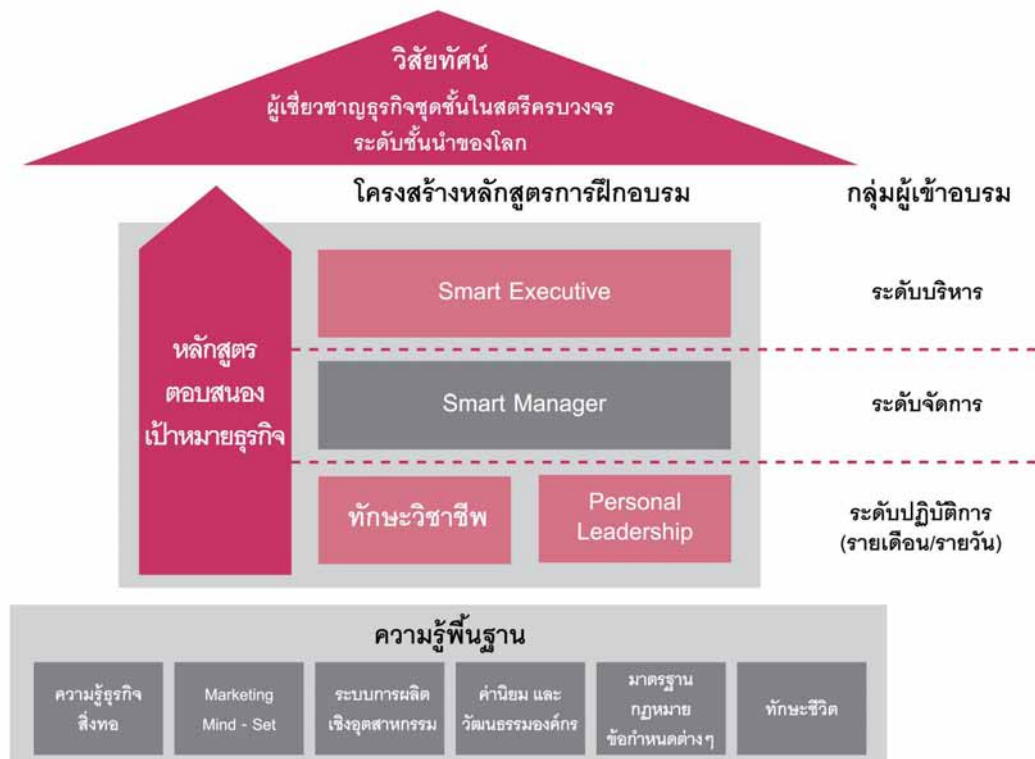 วิสัยทัศน์
ผู้เชี่ยวชาญธุรกิจชุดชั้นในสตรีครบวงจร
ระดับชั้นนำของโลก
โครงสร้างหลักสูตรการฝึกอบรม
กลุ่มผู้เข้าอบรม
หลักสูตร
ตอบสนอง
เป้าหมายธุรกิจ
Smart Executive
ระดับบริหาร
Smart Manager
ระดับจัดการ
ทักษะวิชาชีพ
Personal
Leadership
ระดับปฏิบัติการ
(รายเดือน/รายวัน)
ความรู้พื้นฐาน
ความรู้ธุรกิจ
สิ่งทอ
Marketing
Mind - Set
ระบบการผลิต
เชิงอุตสาหกรรม
ค่านิยม และ
วัฒนธรรมองค์กร
มาตรฐาน
กฎหมาย
ข้อกำหนดต่างๆ
ทักษะชีวิต